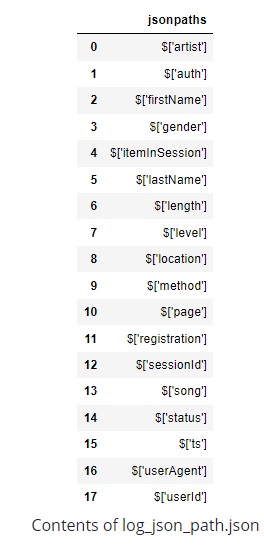 jsonpaths
0 $['artist']
1 $['auth']
2 $['firstName']
3 $['gender']
4 $['itemInSession']
5 $['lastName']
6 $['length']
7 $['level']
8 $['location']
9 $['method']
10 $['page']
11 $['registration']
12 $['sessionId']
13 $['song']
14 $['status']
15 $['ts']
16 $['userAgent']
17 $['userId']
Contents of log_json_path.json